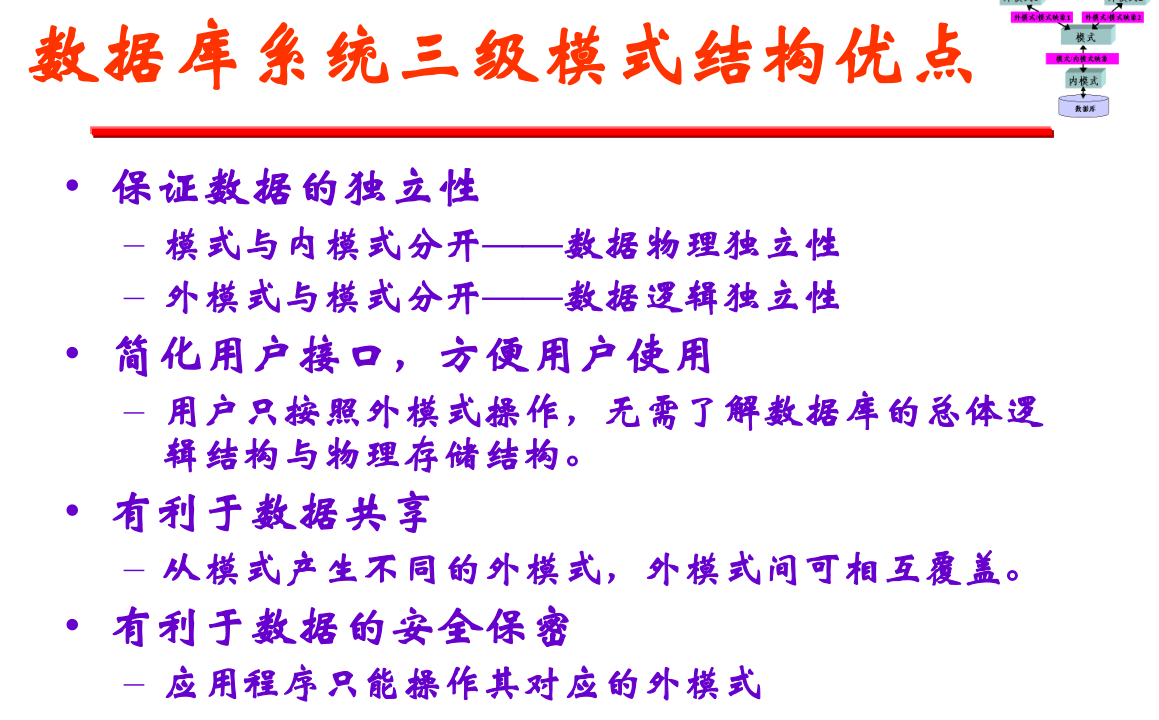 数据库系统三级模式结构优点
外模式/模式映象1 外模式/模式映象2
模式
模式/内模式映象
内模式
数据库
• 保证数据的独立性
– 模式与内模式分开——数据物理独立性
– 外模式与模式分开——数据逻辑独立性
• 简化用户接口，方便用户使用
– 用户只按照外模式操作，无需了解数据库的总体逻
辑结构与物理存储结构。
• 有利于数据共享
– 从模式产生不同的外模式，外模式间可相互覆盖。
• 有利于数据的安全保密
– 应用程序只能操作其对应的外模式